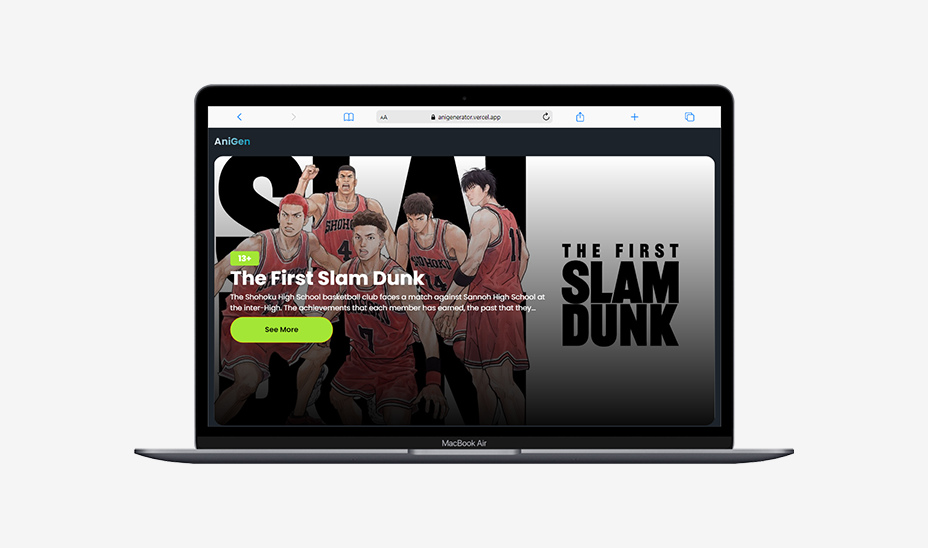 AA
anigenerator.vercel.app
AniGen
SLA
SHOHOKU
4
SHOHOKU
14
11
7
13+
The First Slam Dunk
The Shohoku High School basketball club faces a match against Sannoh High School at
the Inter-High. The achievements that each member has earned, the past that they...
See More
THE FIRST
SLAM
DUNK
MacBook Air